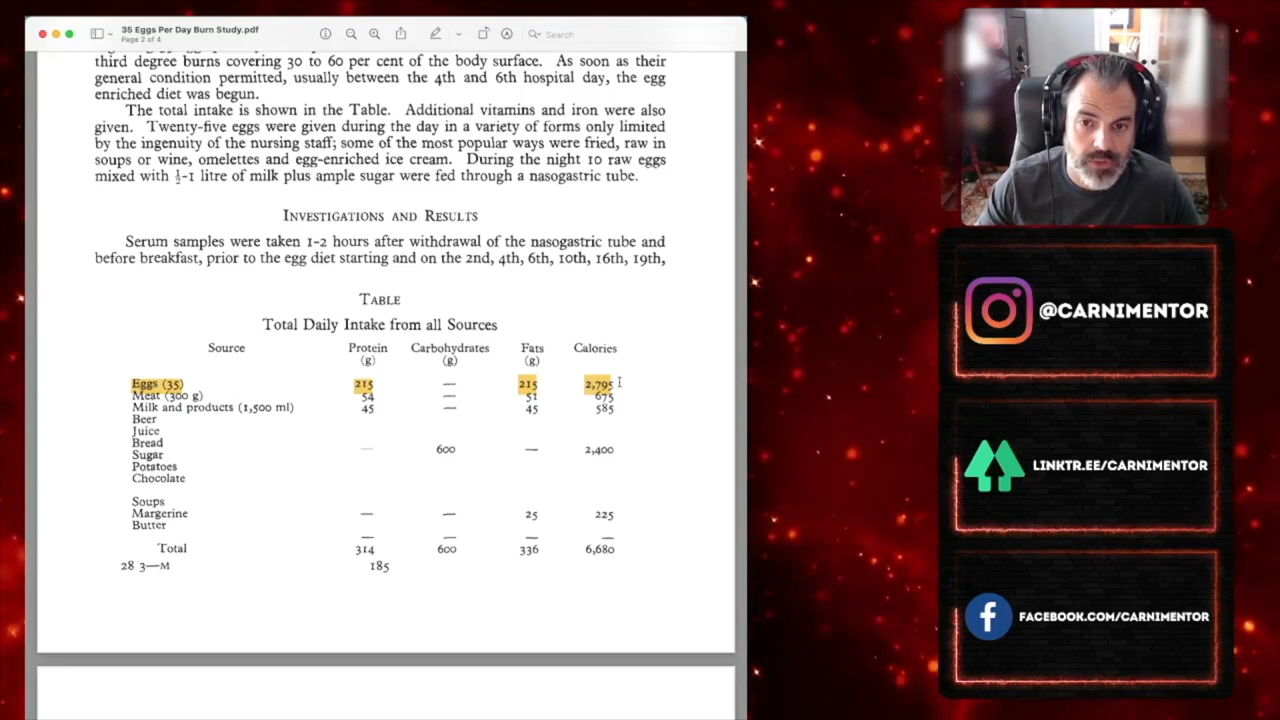 35 Eggs Per Day Burn Study.pdf
Page 2 of 4
Search
third degree burns covering 30 to 60 per cent of the body surface. As soon as their
general condition permitted, usually between the 4th and 6th hospital day, the egg
enriched diet was begun.
The total intake is shown in the Table. Additional vitamins and iron were also
given. Twenty-five eggs were given during the day in a variety of forms only limited
by the ingenuity of the nursing staff; some of the most popular ways were fried, raw in
soups or wine, omelettes and egg-enriched ice cream. During the night 10 raw eggs
mixed with ½-1 litre of milk plus ample sugar were fed through a nasogastric tube.
INVESTIGATIONS AND RESULTS
Serum samples were taken 1-2 hours after withdrawal of the nasogastric tube and
before breakfast, prior to the egg diet starting and on the 2nd, 4th, 6th, 10th, 16th, 19th,
TABLE
Total Daily Intake from all Sources
Source Protein (g) Carbohydrates (g) Fats (g) Calories
Eggs (35) 215 — 215 2,795
Meat (300 g) 54 — 51 675
Milk and products (1,500 ml) 45 — 45 585
Beer
Juice
Bread
Sugar — 600 — 2,400
Potatoes
Chocolate
Soups
Margerine — — 25 225
Butter
Total 314 600 336 6,680
28 3—M 185
@CARNIMENTOR
LINKTR.EE/CARNIMENTOR
FACEBOOK.COM/CARNIMENTOR